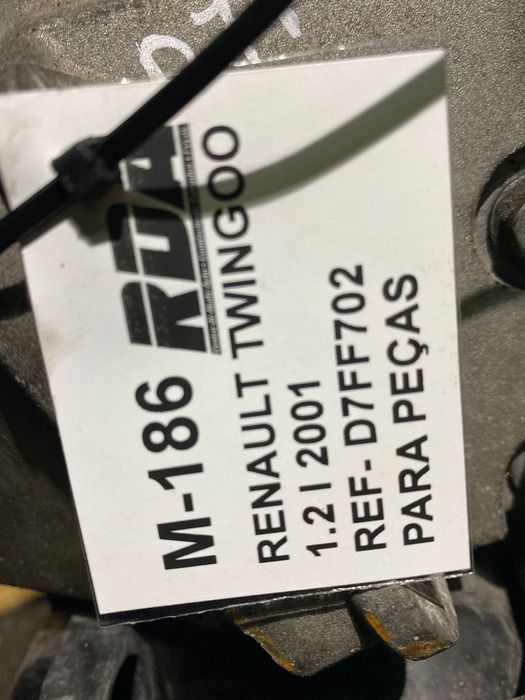 M-186 RDA
RENAULT TWINGOO
1.2 I 2001
REF- D7FF702
PARA PEÇAS